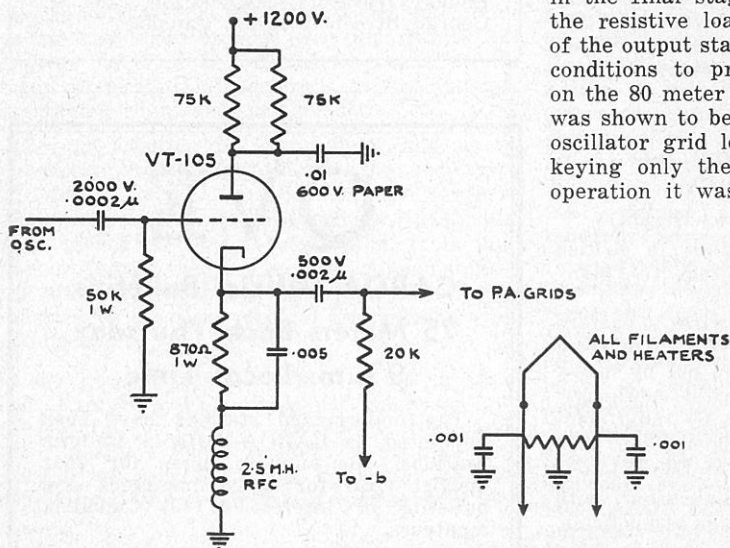 in the final stag
the resistive loa
of the output sta
conditions to pr
on the 80 meter
was shown to be
oscillator grid le
keying only the
operation it was
+1200 V.
75K
75K
VT-105
.01
600 V. PAPER
2000 V.
.0002µ
FROM
OSC.
500V
.002µ
TO P.A. GRIDS
50K
1 W.
870Ω
1 W
.005
20K
ALL FILAMENTS
AND HEATERS
.001
.001
2.5 M.H.
RFC
To -b